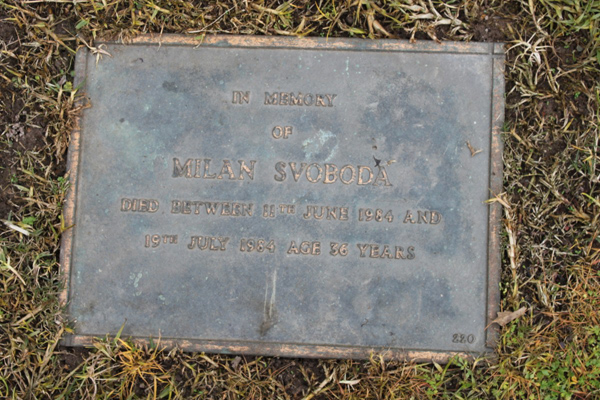 IN MEMORY
OF
MILAN SVOBODA
DIED BETWEEN 11TH JUNE 1984 AND
19TH JULY 1984 AGE 36 YEARS
220